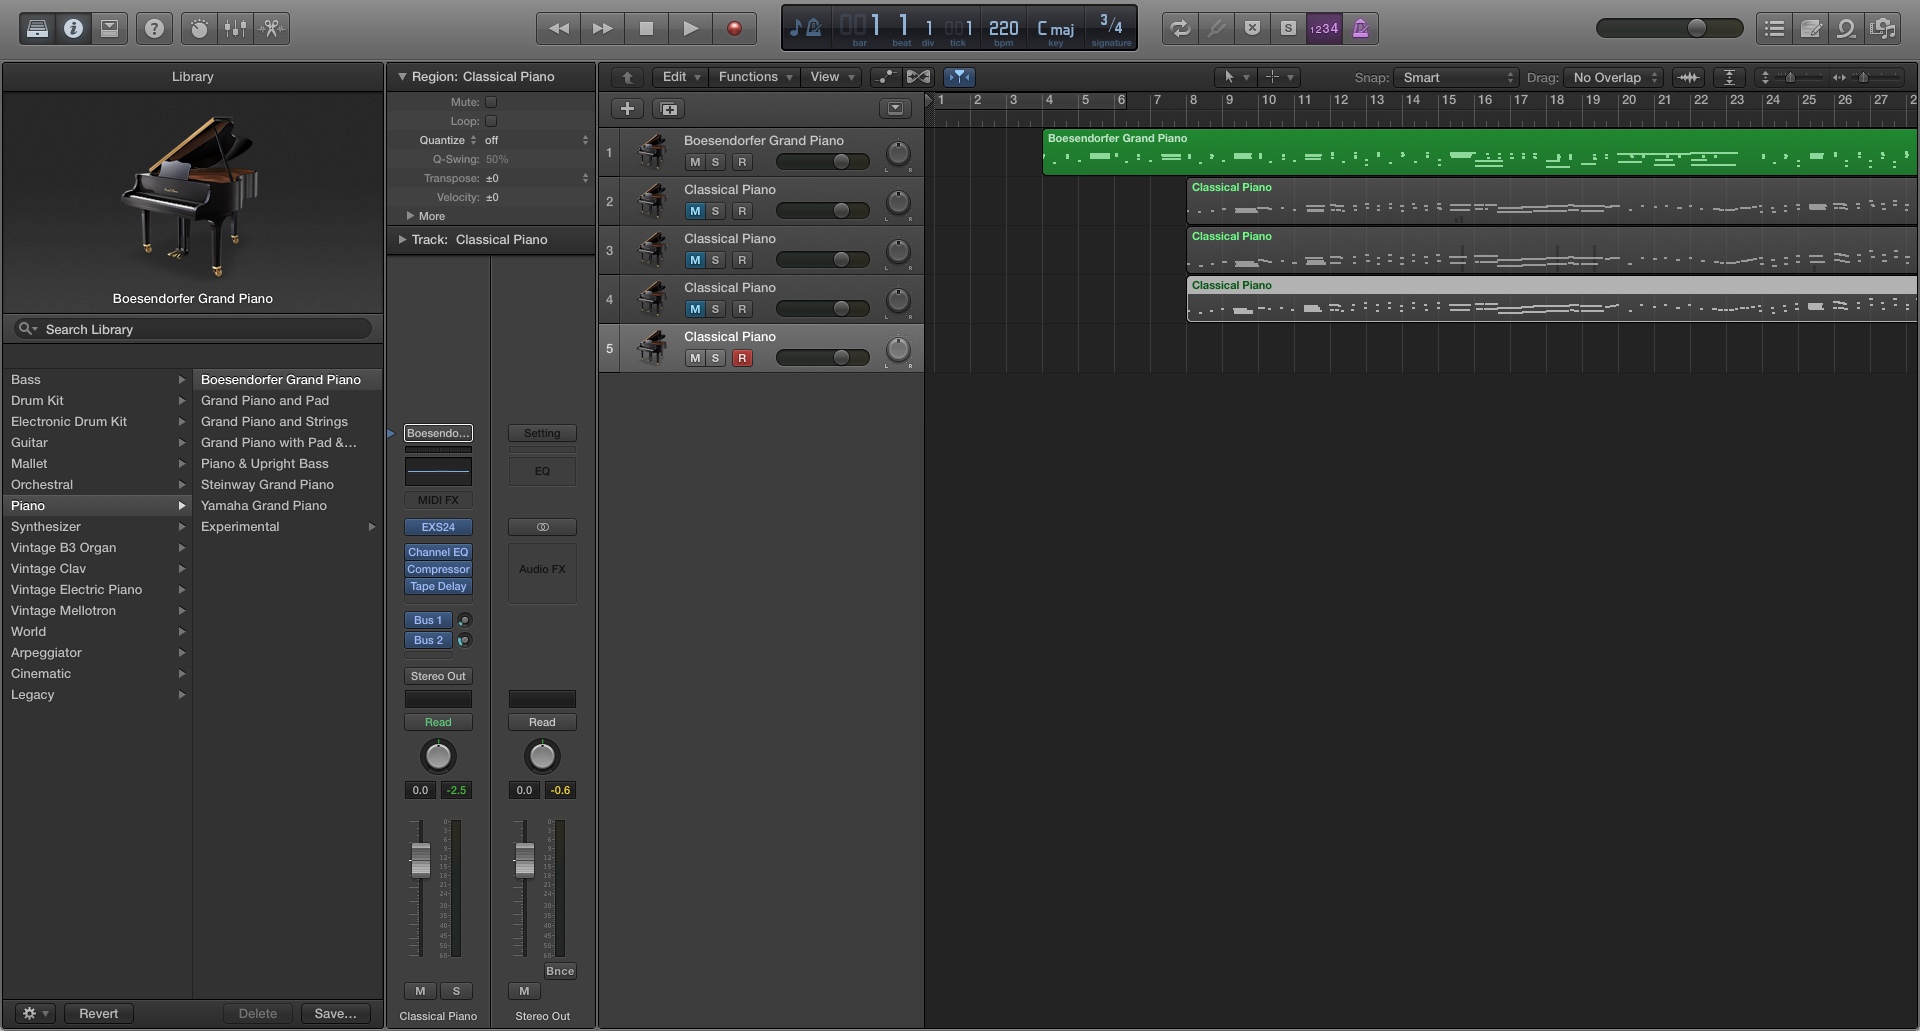 001 1 1 001 220 C maj 3/4
bar beat div tick bpm key signature
S 1234
Library
Region: Classical Piano
Edit Functions View
Snap: Smart Drag: No Overlap
Mute:
Loop:
Quantize off
Q-Swing: 50%
Transpose: ±0
Velocity: ±0
More
Track: Classical Piano
Boesendorfer Grand Piano
Search Library
Bass
Drum Kit
Electronic Drum Kit
Guitar
Mallet
Orchestral
Piano
Synthesizer
Vintage B3 Organ
Vintage Clav
Vintage Electric Piano
Vintage Mellotron
World
Arpeggiator
Cinematic
Legacy
Boesendorfer Grand Piano
Grand Piano and Pad
Grand Piano and Strings
Grand Piano with Pad &...
Piano & Upright Bass
Steinway Grand Piano
Yamaha Grand Piano
Experimental
Revert Delete Save...
Boesendo...
MIDI FX
EXS24
Channel EQ
Compressor
Tape Delay
Bus 1
Bus 2
Stereo Out
Read
0.0 -2.5
M S
Classical Piano
Setting
EQ
Audio FX
Read
0.0 -0.6
Bnce
M
Stereo Out
1 2 3 4 5 6 7 8 9 10 11 12 13 14 15 16 17 18 19 20 21 22 23 24 25 26 27 2
1 Boesendorfer Grand Piano
M S R
L R
2 Classical Piano
M S R
L R
3 Classical Piano
M S R
L R
4 Classical Piano
M S R
L R
5 Classical Piano
M S R
L R
Boesendorfer Grand Piano
Classical Piano
Classical Piano
Classical Piano